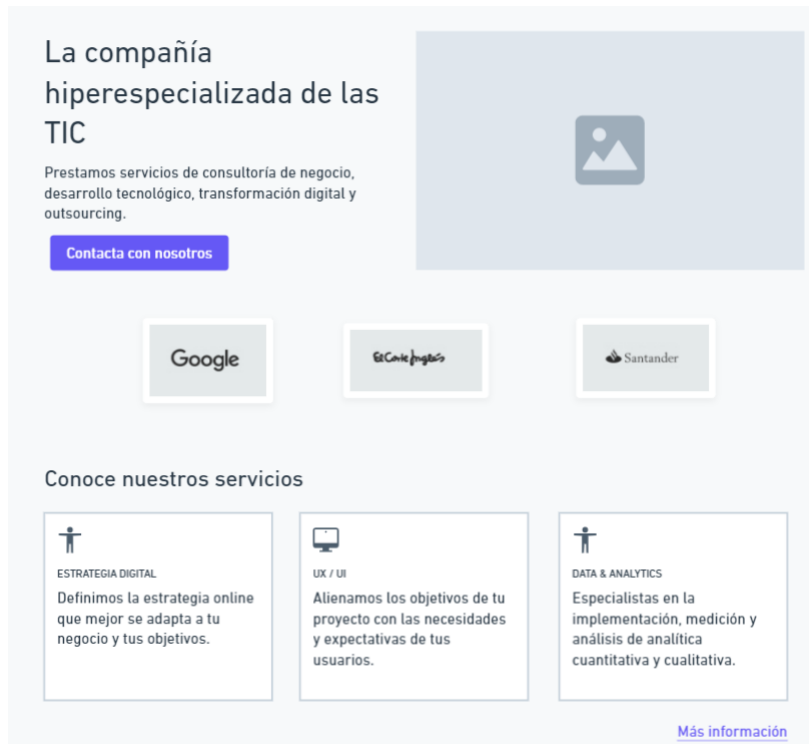 La compañía
hiperespecializada de las
TIC
Prestamos servicios de consultoría de negocio,
desarrollo tecnológico, transformación digital y
outsourcing.
Contacta con nosotros
Google
El Corte Inglés
Santander
Conoce nuestros servicios
ESTRATEGIA DIGITAL
Definimos la estrategia online
que mejor se adapta a tu
negocio y tus objetivos.
UX / UI
Alienamos los objetivos de tu
proyecto con las necesidades
y expectativas de tus
usuarios.
DATA & ANALYTICS
Especialistas en la
implementación, medición y
análisis de analítica
cuantitativa y cualitativa.
Más información